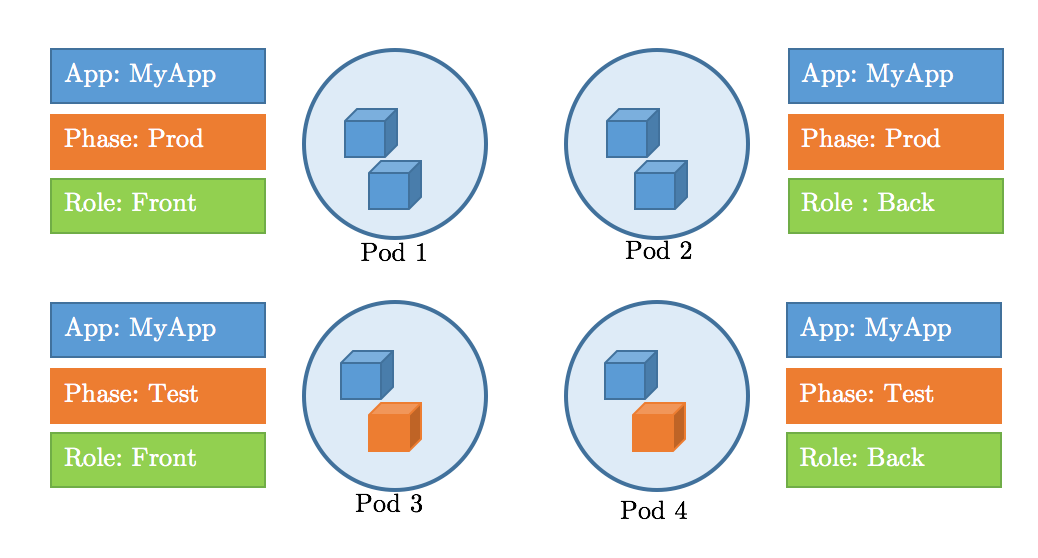 App: MyApp
Phase: Prod
Role: Front
Pod 1
App: MyApp
Phase: Prod
Role : Back
Pod 2
App: MyApp
Phase: Test
Role: Front
Pod 3
App: MyApp
Phase: Test
Role: Back
Pod 4